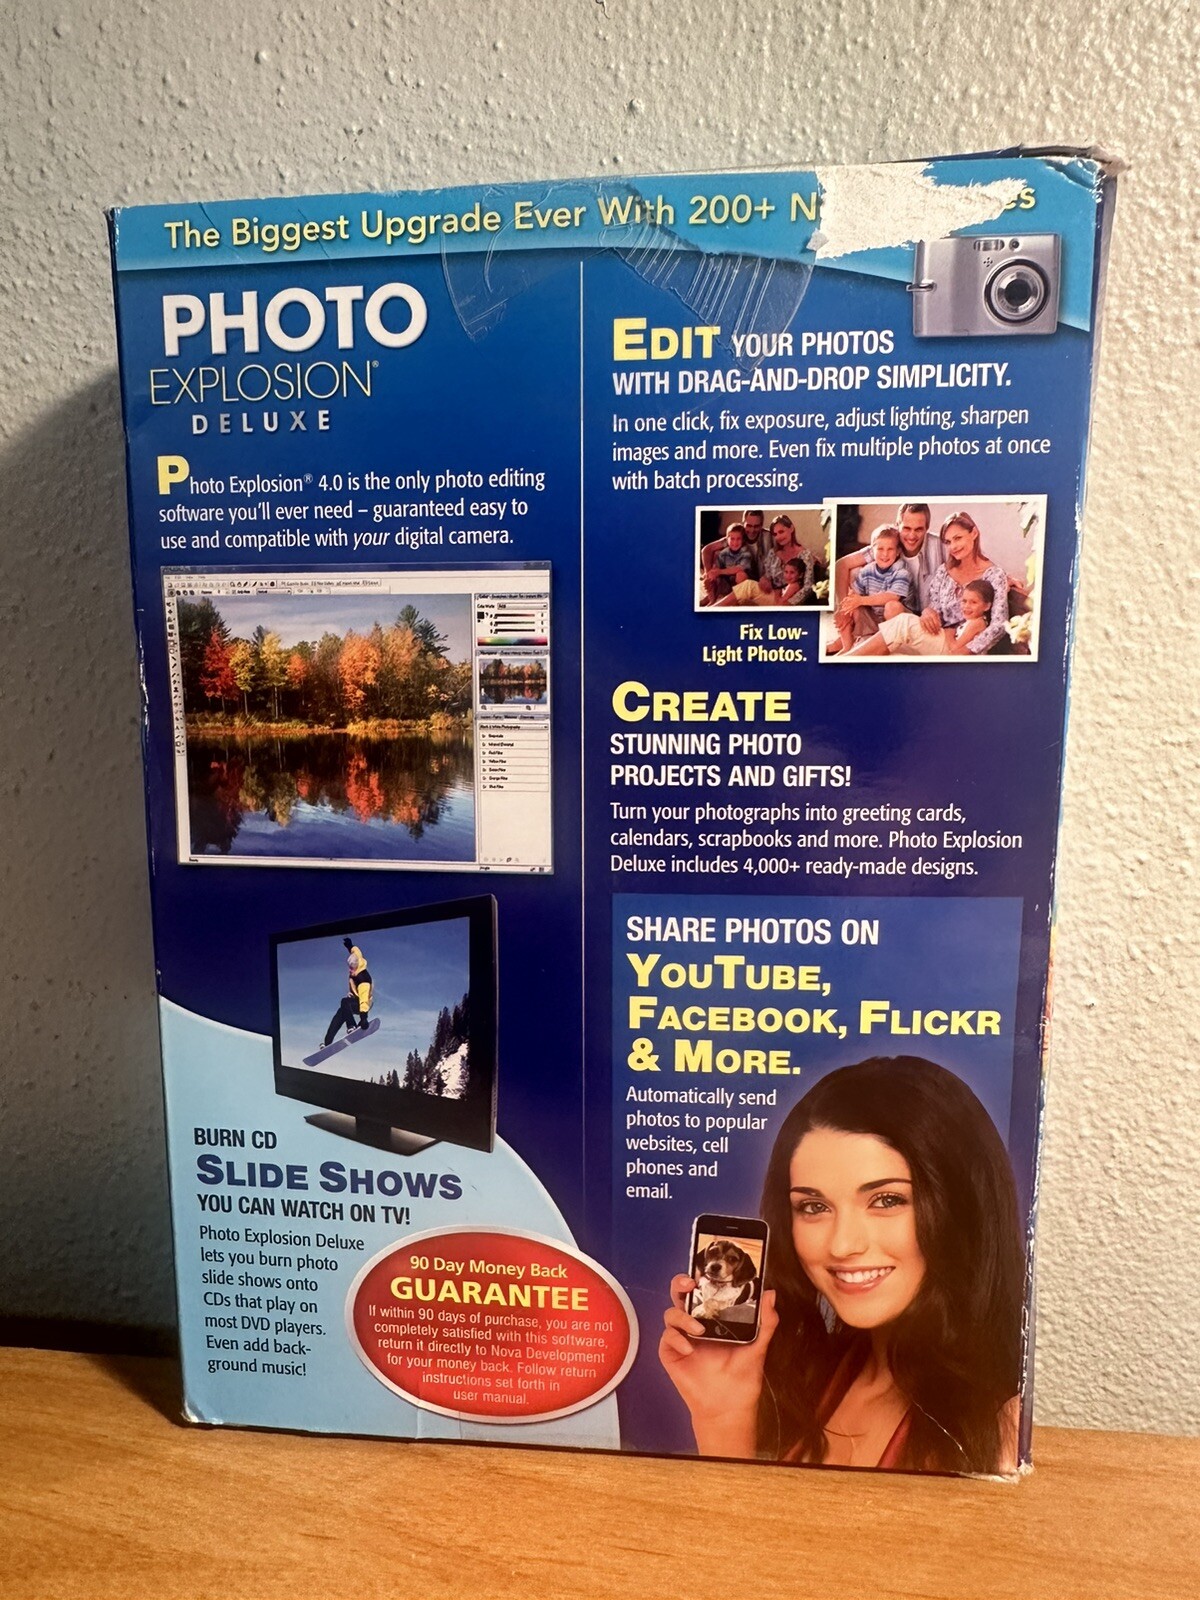 The Biggest Upgrade Ever With 200+
PHOTO
EXPLOSION®
DELUXE
Photo Explosion® 4.0 is the only photo editing
software you'll ever need – guaranteed easy to
use and compatible with your digital camera.
BURN CD
SLIDE SHOWS
YOU CAN WATCH ON TV!
Photo Explosion Deluxe
lets you burn photo
slide shows onto
CDs that play on
most DVD players.
Even add back-
ground music!
90 Day Money Back
GUARANTEE
If within 90 days of purchase, you are not
completely satisfied with this software,
return it directly to Nova Development
for your money back. Follow return
instructions set forth in
user manual.
EDIT YOUR PHOTOS
WITH DRAG-AND-DROP SIMPLICITY.
In one click, fix exposure, adjust lighting, sharpen
images and more. Even fix multiple photos at once
with batch processing.
Fix Low-
Light Photos.
CREATE
STUNNING PHOTO
PROJECTS AND GIFTS!
Turn your photographs into greeting cards,
calendars, scrapbooks and more. Photo Explosion
Deluxe includes 4,000+ ready-made designs.
SHARE PHOTOS ON
YOUTUBE,
FACEBOOK, FLICKR
& MORE.
Automatically send
photos to popular
websites, cell
phones and
email.